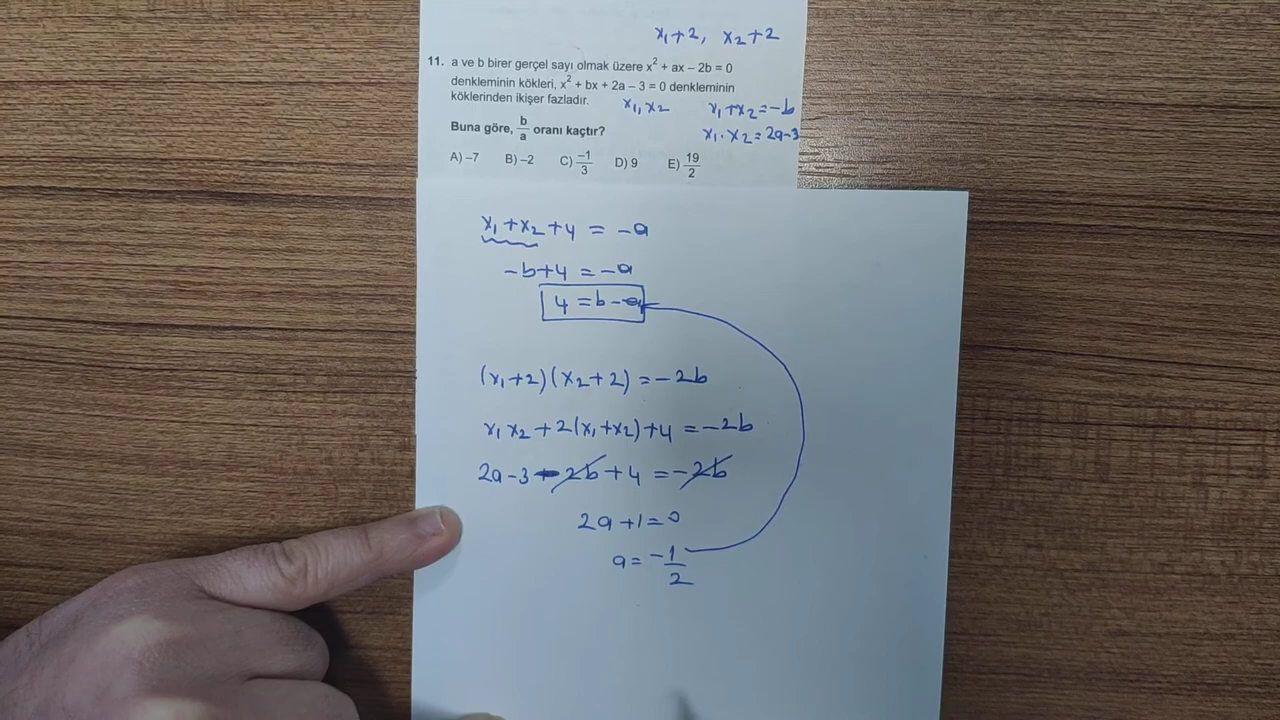 x₁+2, x₂+2
11. a ve b birer gerçel sayı olmak üzere x² + ax – 2b = 0
denkleminin kökleri, x² + bx + 2a – 3 = 0 denkleminin
köklerinden ikişer fazladır.
x₁, x₂
x₁+x₂=-b
x₁.x₂=2a-3
Buna göre, b/a oranı kaçtır?
A) –7 B) –2 C) -1/3 D) 9 E) 19/2
x₁+x₂+4 = -a
-b+4 = -a
4 = b-a
(x₁+2)(x₂+2) = -2b
x₁x₂+2(x₁+x₂)+4 = -2b
2a-3-2b+4 = -2b
2a+1=0
a = -1/2